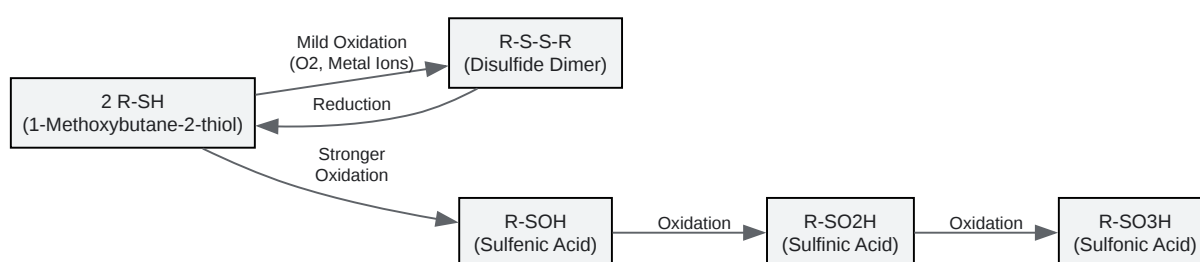 Mild Oxidation
(O2, Metal Ions)
R-S-S-R
(Disulfide Dimer)
2 R-SH
(1-Methoxybutane-2-thiol)
Reduction
Stronger
Oxidation
R-SOH
(Sulfenic Acid)
Oxidation
R-SO2H
(Sulfinic Acid)
Oxidation
R-SO3H
(Sulfonic Acid)